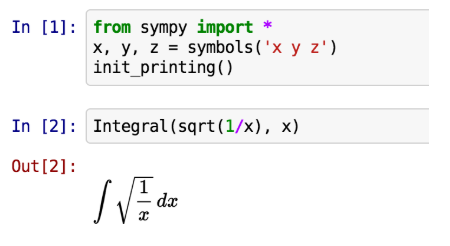 In [1]: from sympy import *
x, y, z = symbols('x y z')
init_printing()
In [2]: Integral(sqrt(1/x), x)
Out[2]:
∫ √(1/x) dx